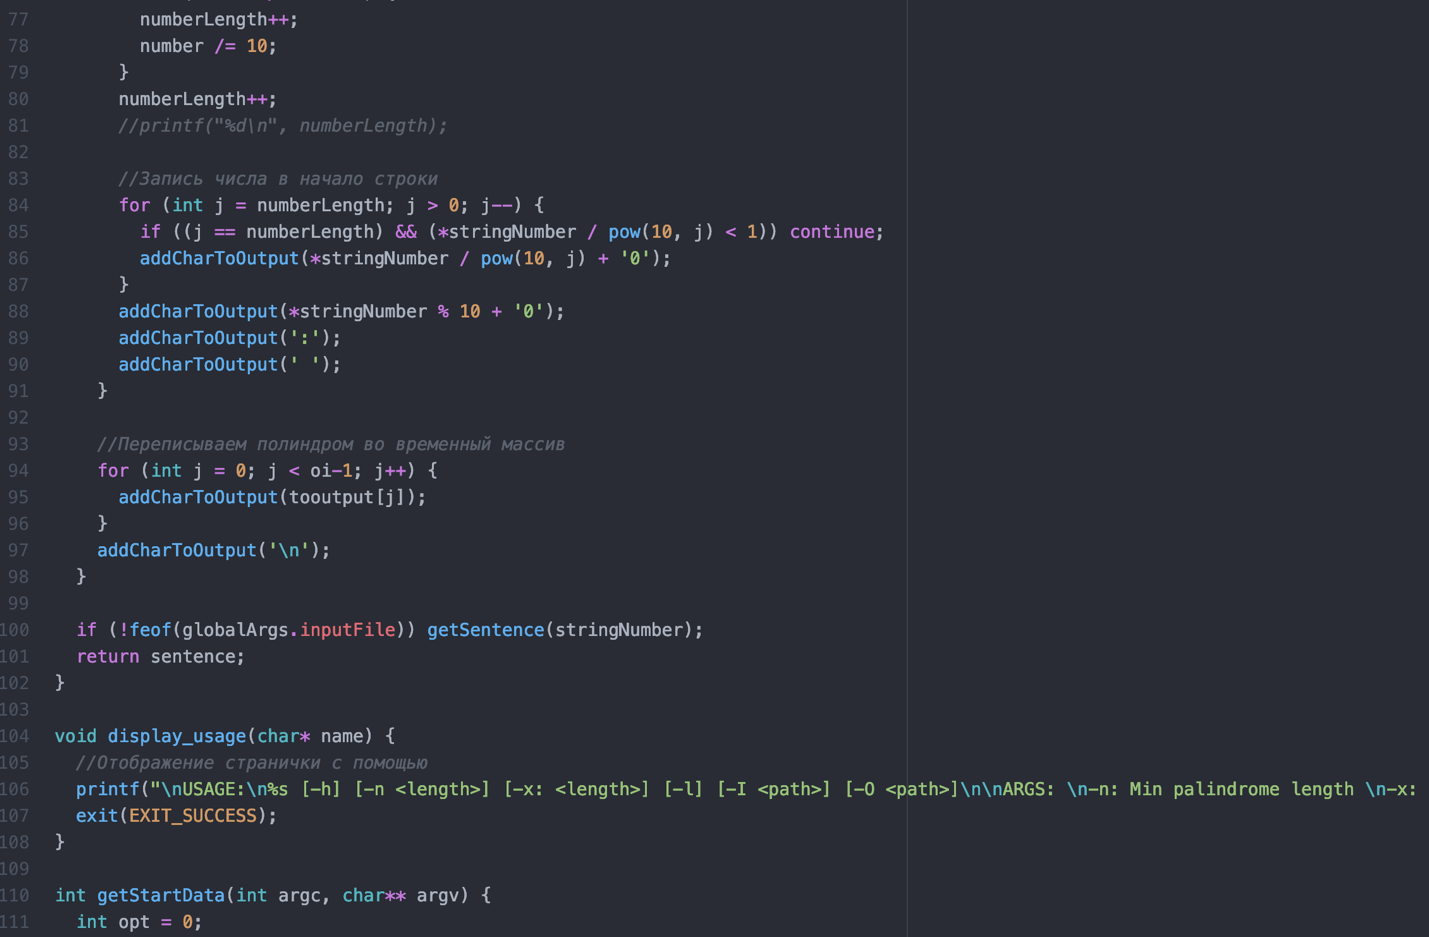 77 numberLength++;
78 number /= 10;
79 }
80 numberLength++;
81 //printf("%d\n", numberLength);
82
83 //Запись числа в начало строки
84 for (int j = numberLength; j > 0; j--) {
85 if ((j == numberLength) && (*stringNumber / pow(10, j) < 1)) continue;
86 addCharToOutput(*stringNumber / pow(10, j) + '0');
87 }
88 addCharToOutput(*stringNumber % 10 + '0');
89 addCharToOutput(':');
90 addCharToOutput(' ');
91 }
92
93 //Переписываем полиндром во временный массив
94 for (int j = 0; j < oi-1; j++) {
95 addCharToOutput(tooutput[j]);
96 }
97 addCharToOutput('\n');
98 }
99
100 if (!feof(globalArgs.inputFile)) getSentence(stringNumber);
101 return sentence;
102 }
103
104 void display_usage(char* name) {
105 //Отображение странички с помощью
106 printf("\nUSAGE:\n%s [-h] [-n <length>] [-x: <length>] [-l] [-I <path>] [-O <path>]\n\nARGS: \n-n: Min palindrome length \n-x:
107 exit(EXIT_SUCCESS);
108 }
109
110 int getStartData(int argc, char** argv) {
111 int opt = 0;